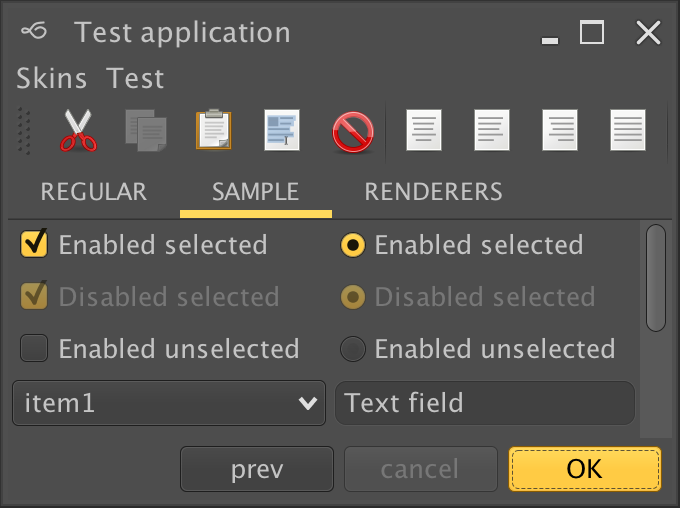 Test application
Skins Test
REGULAR SAMPLE RENDERERS
Enabled selected Enabled selected
Disabled selected Disabled selected
Enabled unselected Enabled unselected
item1 Text field
prev cancel OK